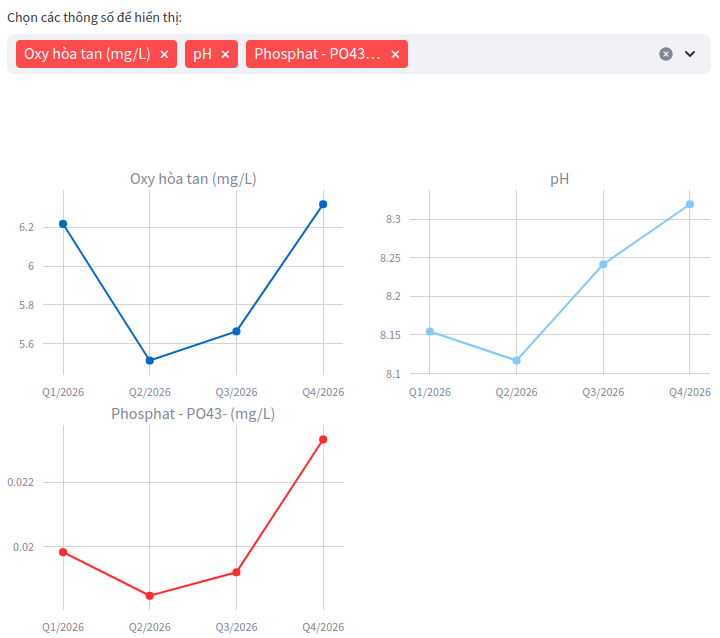 Chọn các thông số để hiển thị:
Oxy hòa tan (mg/L) × pH × Phosphat - PO43... ×
Oxy hòa tan (mg/L)
6.2
6
5.8
5.6
Q1/2026 Q2/2026 Q3/2026 Q4/2026
pH
8.3
8.25
8.2
8.15
8.1
Q1/2026 Q2/2026 Q3/2026 Q4/2026
Phosphat - PO43- (mg/L)
0.022
0.02
Q1/2026 Q2/2026 Q3/2026 Q4/2026